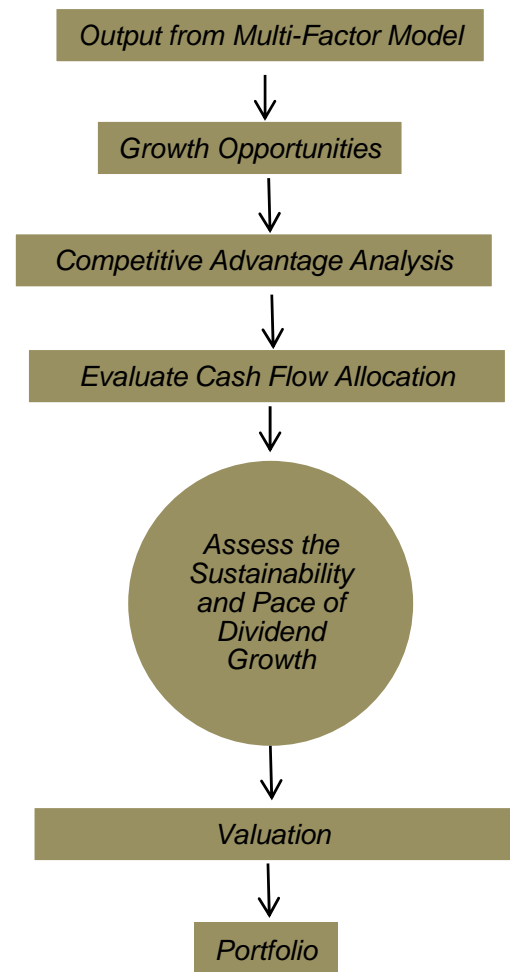 Output from Multi-Factor Model
Growth Opportunities
Competitive Advantage Analysis
Evaluate Cash Flow Allocation
Assess the
Sustainability
and Pace of
Dividend
Growth
Valuation
Portfolio